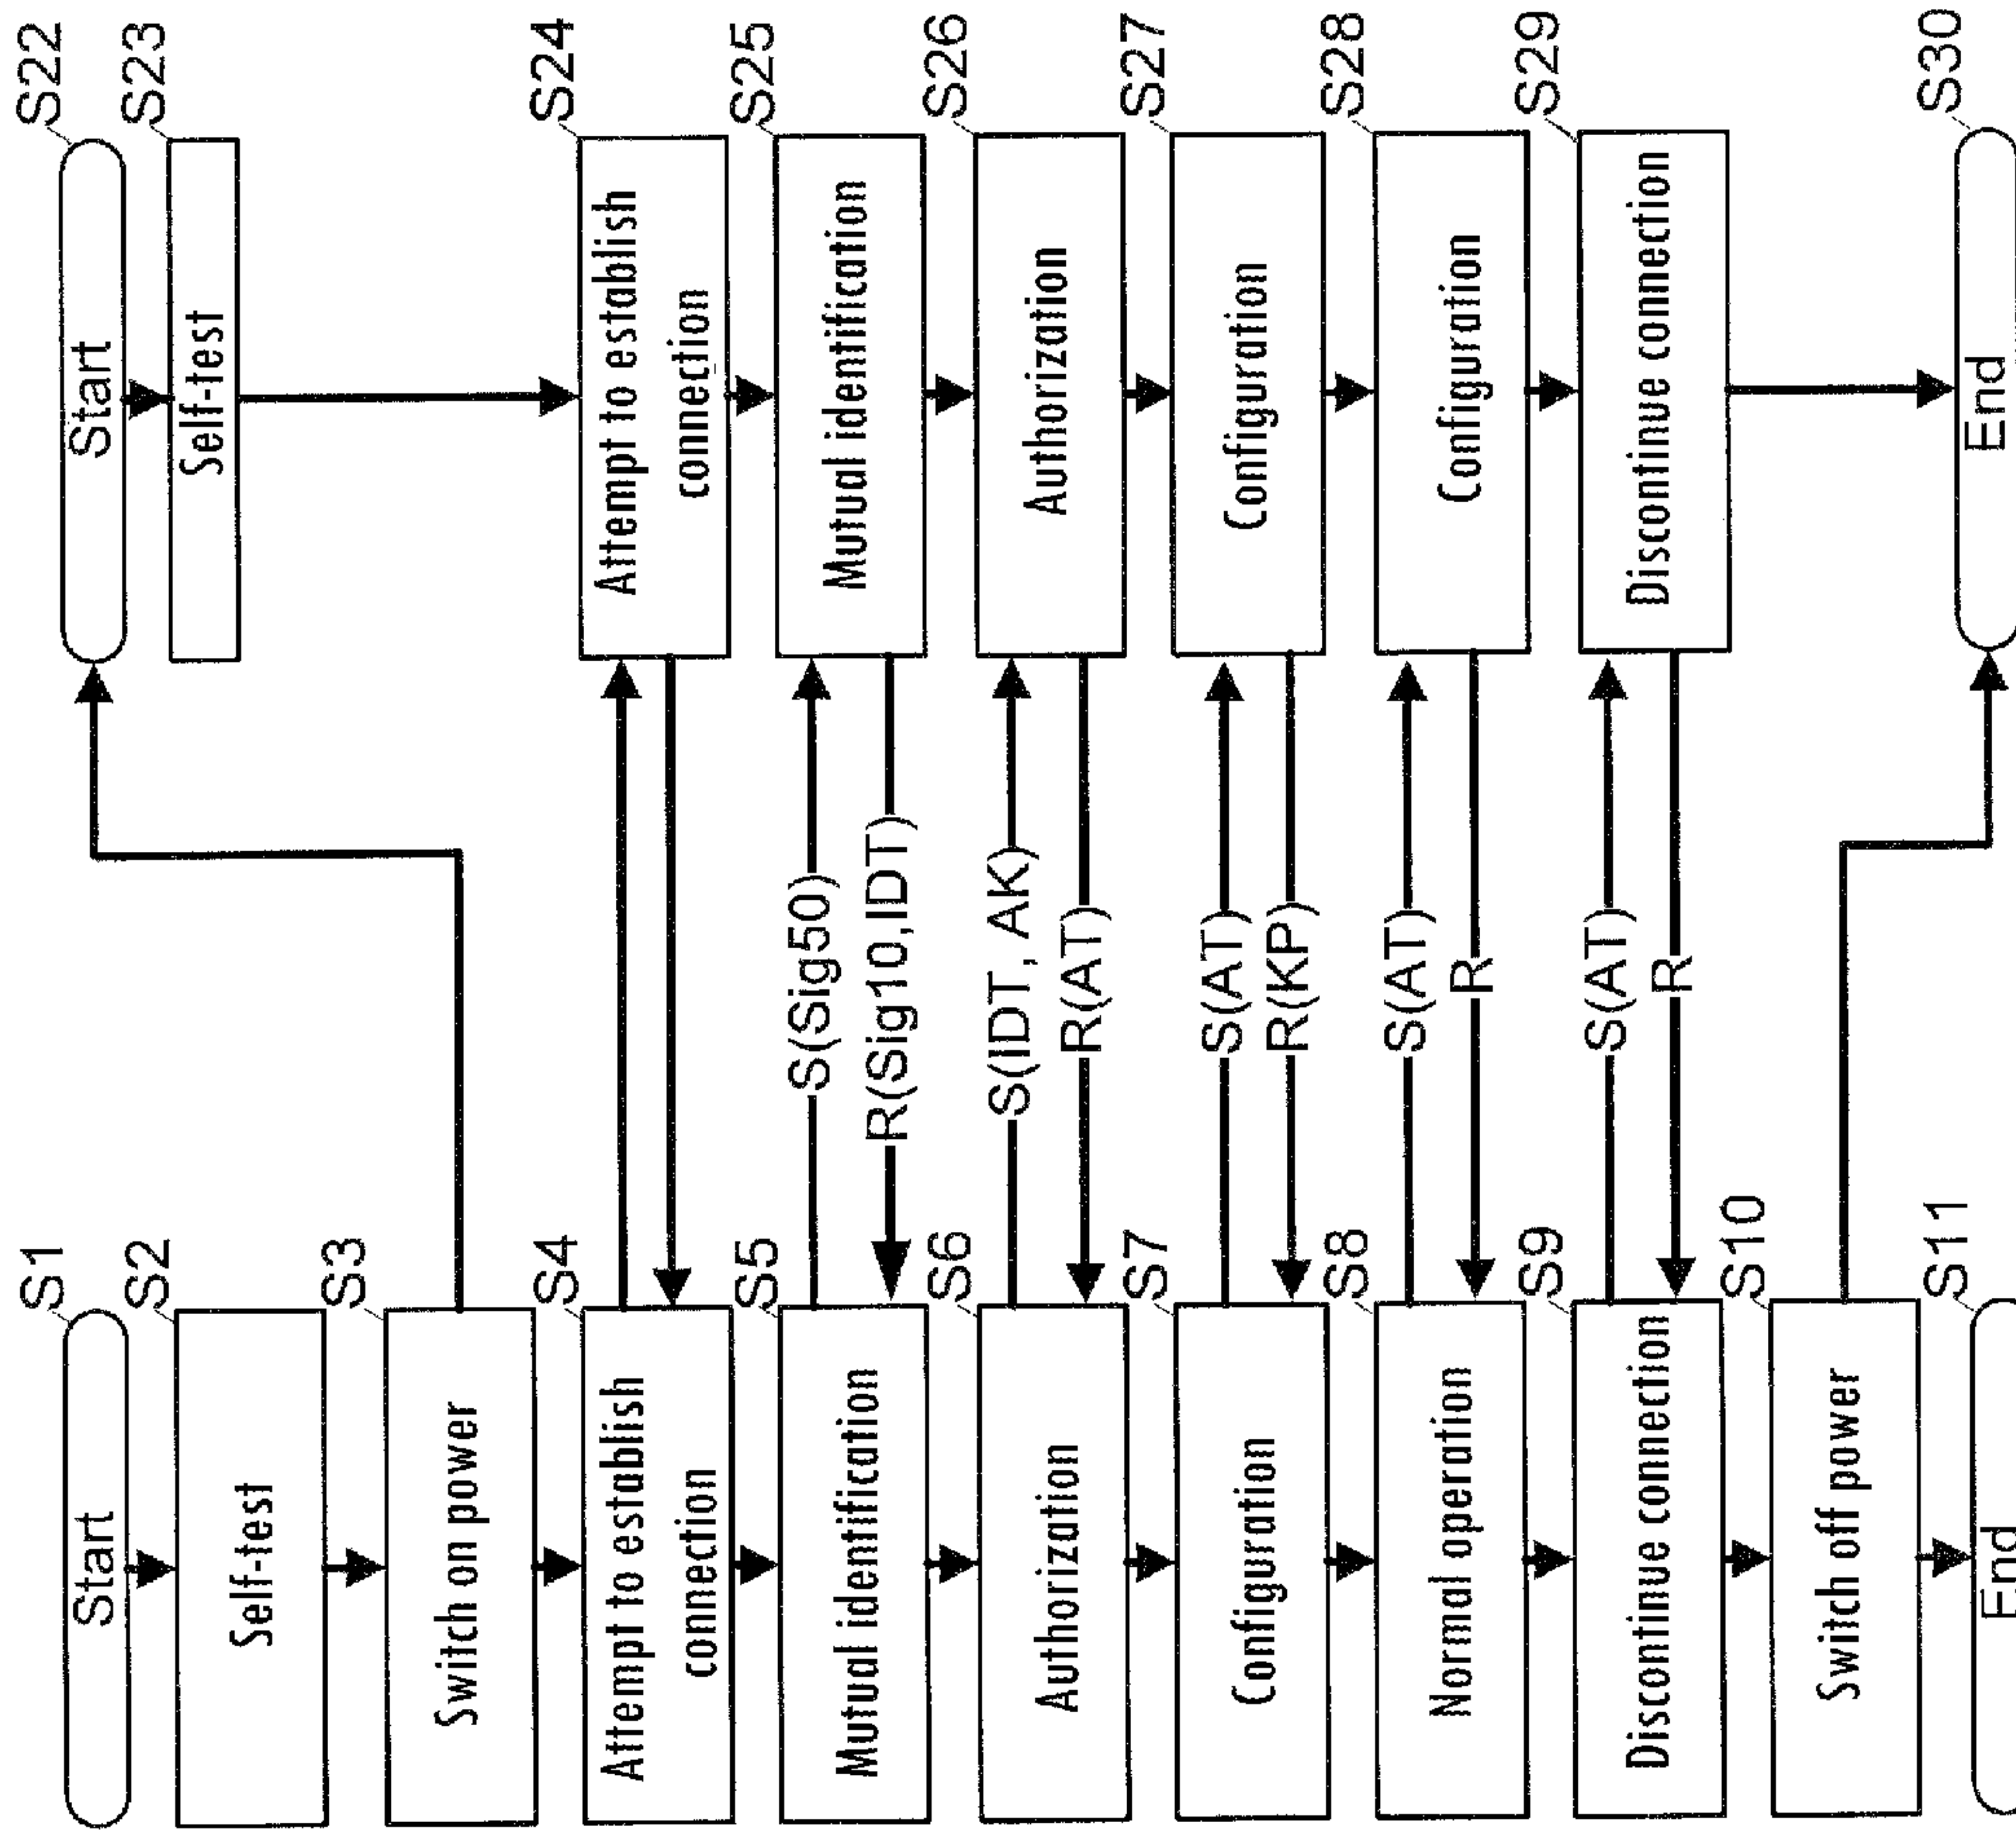 S1
Start
S22
Start
S2
Self-test
S23
Self-test
S3
Switch on power
S4
Attempt to establish
connection
S24
Attempt to establish
connection
S5
Mutual identification
S(Sig50)
R(Sig10,IDT)
S25
Mutual identification
S6
Authorization
S(IDT, AK)
R(AT)
S26
Authorization
S7
Configuration
S(AT)
R(KP)
S27
Configuration
S8
Normal operation
S(AT)
R
S28
Configuration
S9
Discontinue connection
S(AT)
R
S29
Discontinue connection
S10
Switch off power
S11
End
S30
End